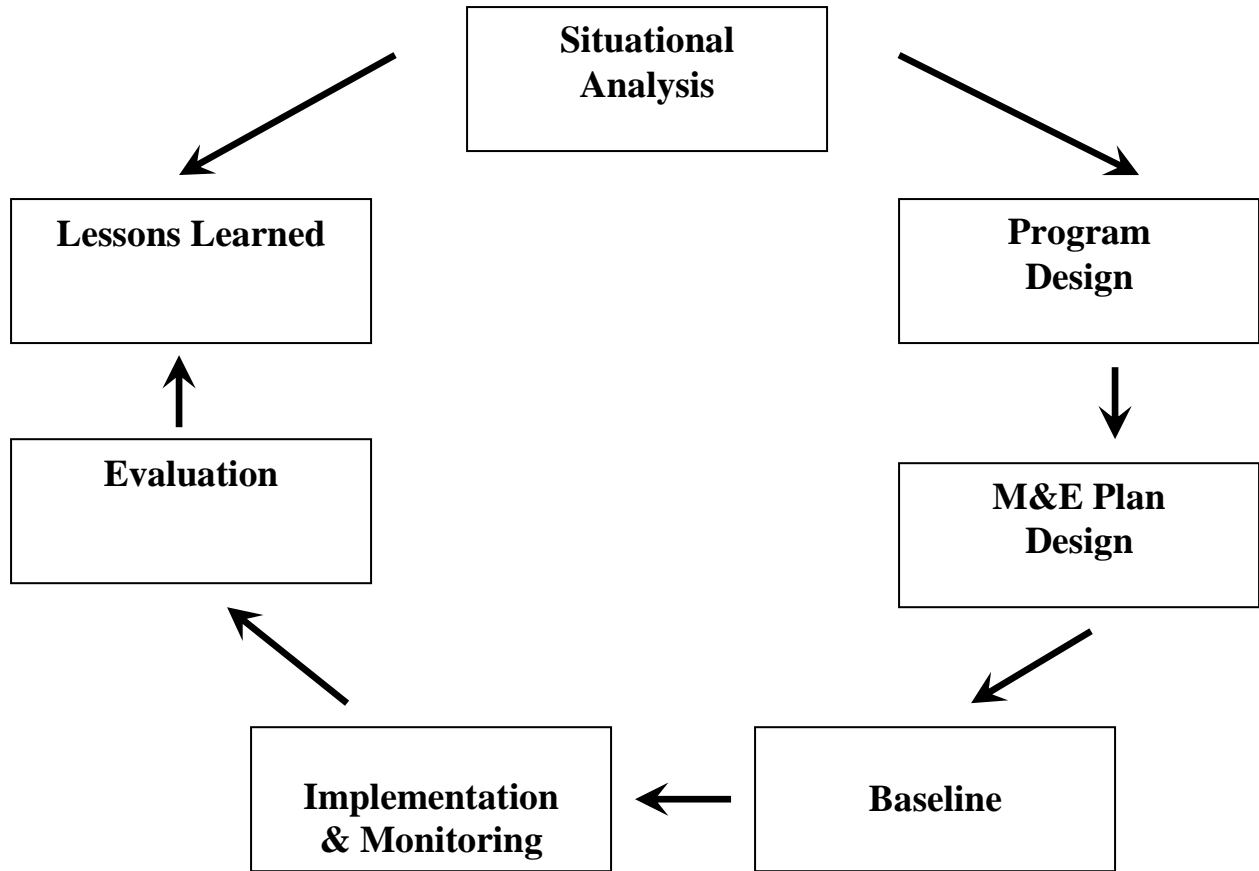 Situational
Analysis
Lessons Learned
Program
Design
Evaluation
M&E Plan
Design
Implementation
& Monitoring
Baseline